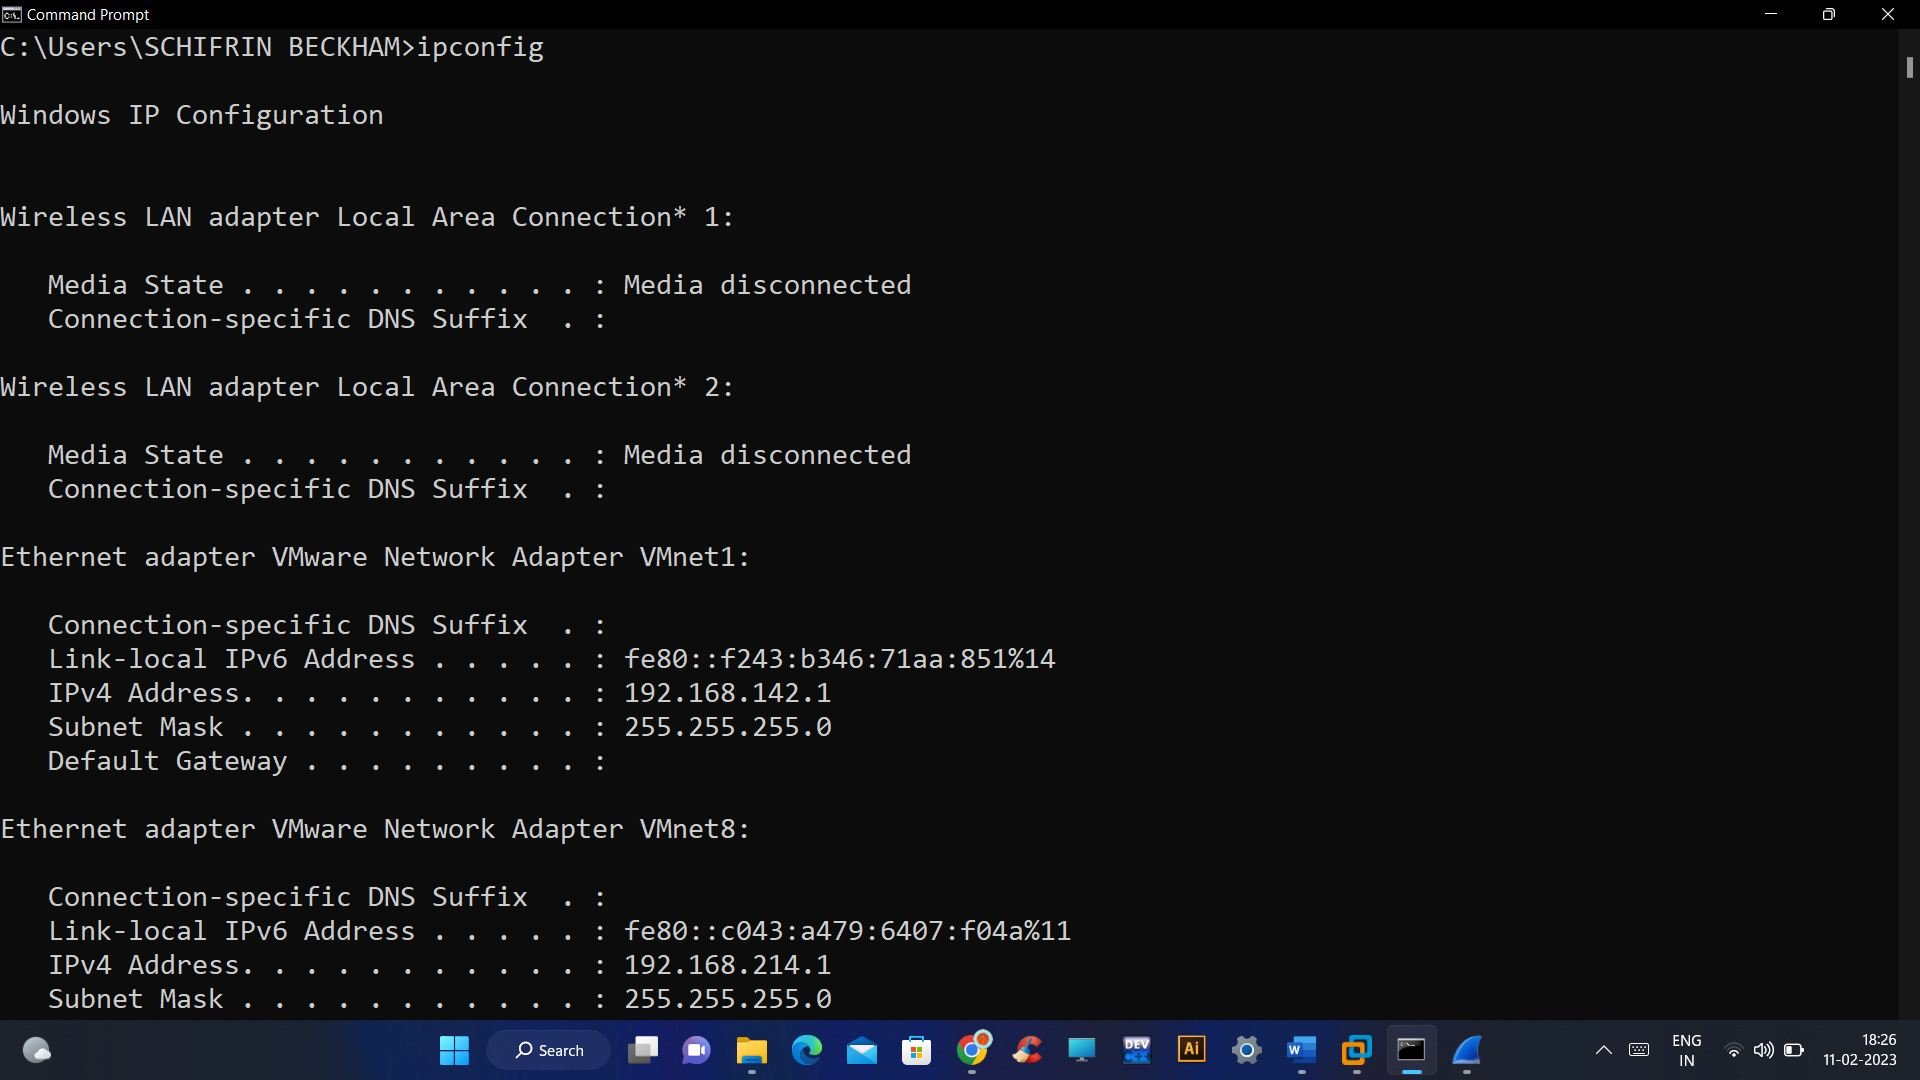 Command Prompt
C:\Users\SCHIFRIN BECKHAM>ipconfig
Windows IP Configuration
Wireless LAN adapter Local Area Connection* 1:
Media State . . . . . . . . . . . : Media disconnected
Connection-specific DNS Suffix  . :
Wireless LAN adapter Local Area Connection* 2:
Media State . . . . . . . . . . . : Media disconnected
Connection-specific DNS Suffix  . :
Ethernet adapter VMware Network Adapter VMnet1:
Connection-specific DNS Suffix  . :
Link-local IPv6 Address . . . . . : fe80::f243:b346:71aa:851%14
IPv4 Address. . . . . . . . . . . : 192.168.142.1
Subnet Mask . . . . . . . . . . . : 255.255.255.0
Default Gateway . . . . . . . . . :
Ethernet adapter VMware Network Adapter VMnet8:
Connection-specific DNS Suffix  . :
Link-local IPv6 Address . . . . . : fe80::c043:a479:6407:f04a%11
IPv4 Address. . . . . . . . . . . : 192.168.214.1
Subnet Mask . . . . . . . . . . . : 255.255.255.0
Search
DEV
C++
Ai
W
ENG
IN
18:26
11-02-2023